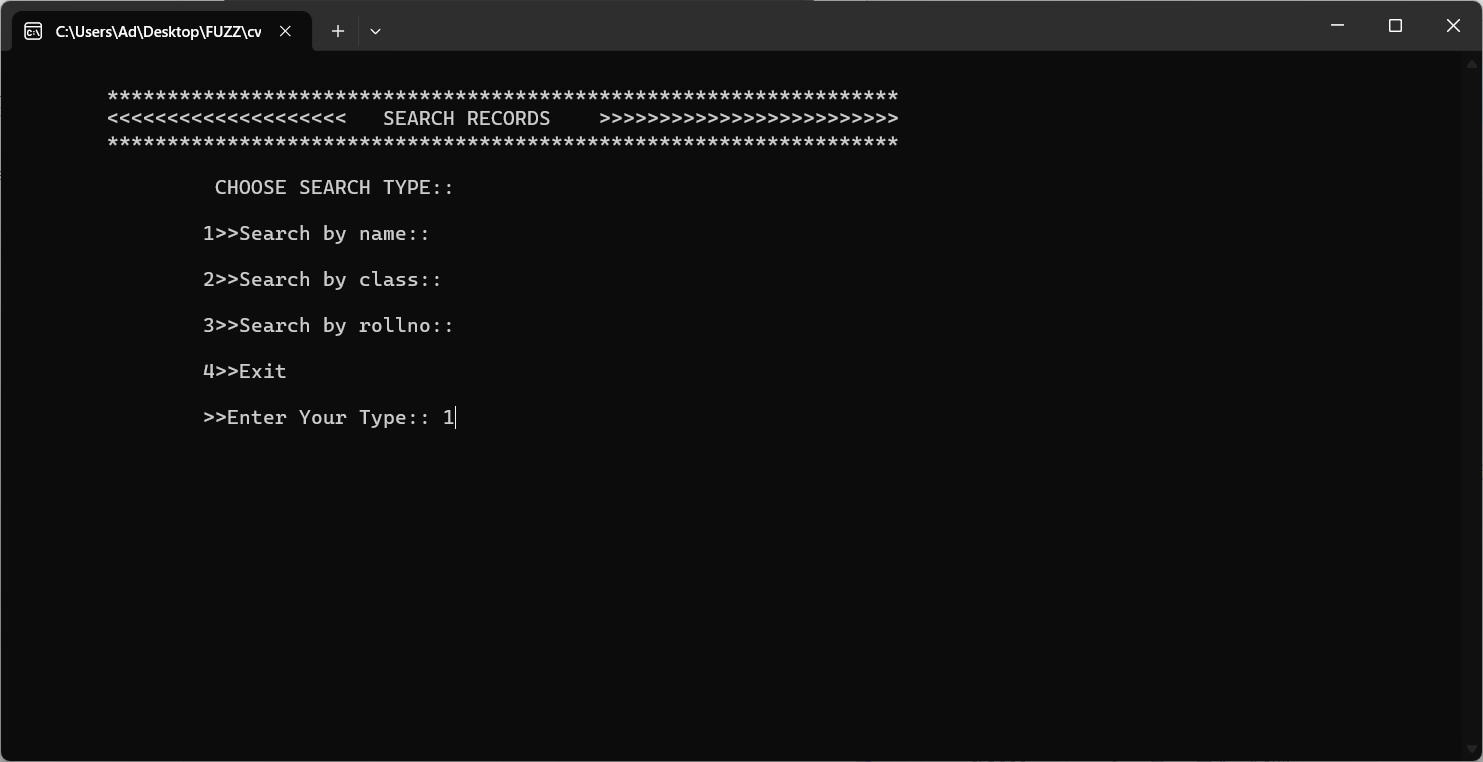 C:\Users\Ad\Desktop\FUZZ\cv
******************************************************************
<<<<<<<<<<<<<<<<<<<< SEARCH RECORDS >>>>>>>>>>>>>>>>>>>>>>>>>
******************************************************************
CHOOSE SEARCH TYPE::
1>>Search by name::
2>>Search by class::
3>>Search by rollno::
4>>Exit
>>Enter Your Type:: 1